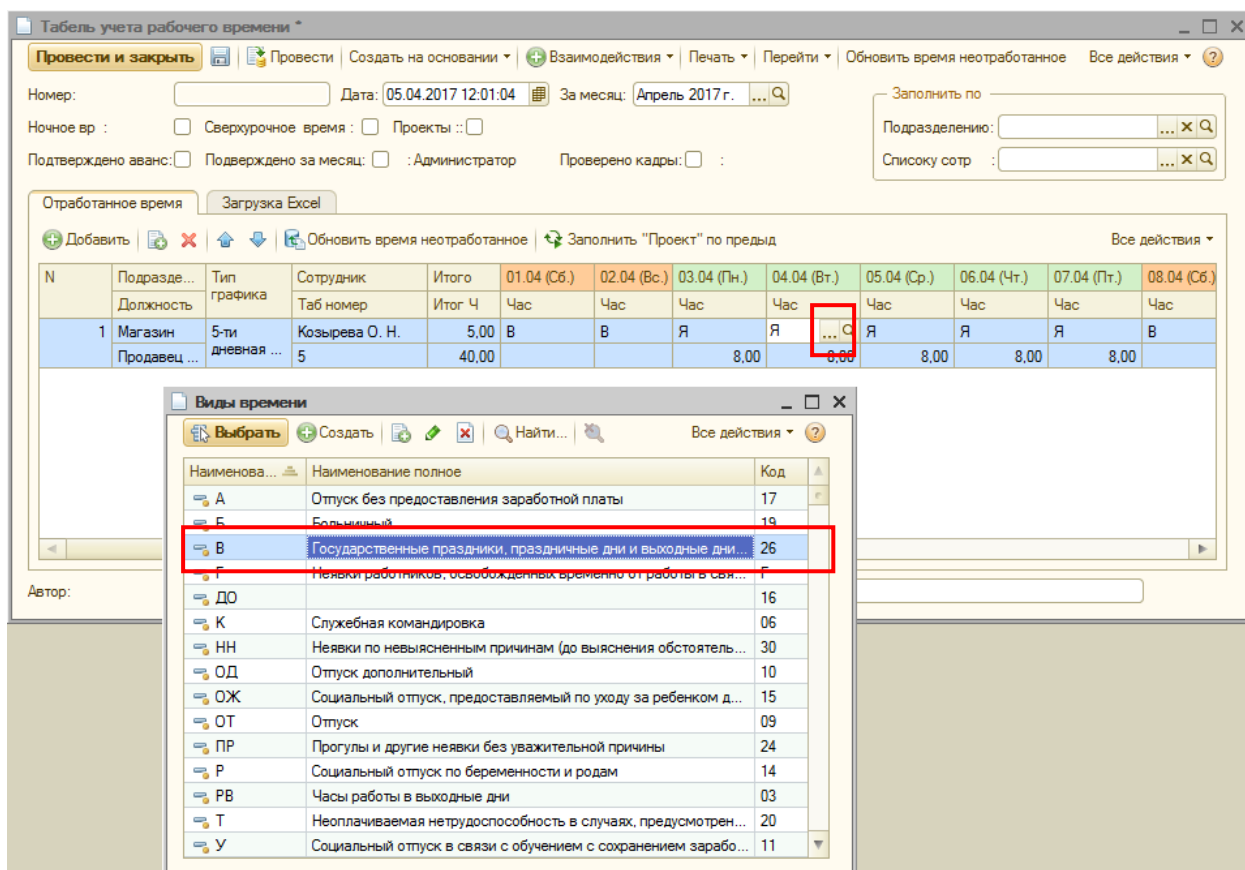 Табель учета рабочего времени *
Провести и закрыть Провести Создать на основании Взаимодействия Печать Перейти Обновить время неотработанное Все действия
Номер: Дата: 05.04.2017 12:01:04 За месяц: Апрель 2017 г. ... Заполнить по
Ночное вр : Сверхурочное время : Проекты :: Подразделению: ...
Подтверждено аванс: Подверждено за месяц: : Администратор Проверено кадры: : Списоку сотр : ...
Отработанное время Загрузка Excel
Добавить Обновить время неотработанное Заполнить "Проект" по предыд Все действия
N Подразде... Тип графика Сотрудник Итого 01.04 (Сб.) 02.04 (Вс.) 03.04 (Пн.) 04.04 (Вт.) 05.04 (Ср.) 06.04 (Чт.) 07.04 (Пт.) 08.04 (Сб.)
Должность Таб номер Итог Ч Час Час Час Час Час Час Час Час
1 Магазин 5-ти дневная ... Козырева О. Н. 5,00 В В Я Я ... Я Я Я В
Продавец ... 5 40,00 8,00 8,00 8,00 8,00 8,00
Виды времени
Выбрать Создать Найти... Все действия
Наименова... Наименование полное Код
А Отпуск без предоставления заработной платы 17
Б Больничный 19
В Государственные праздники, праздничные дни и выходные дни... 26
Г Неявки работников, освобожденных временно от работы в свя... Г
ДО 16
К Служебная командировка 06
НН Неявки по невыясненным причинам (до выяснения обстоятель... 30
ОД Отпуск дополнительный 10
ОЖ Социальный отпуск, предоставляемый по уходу за ребенком д... 15
ОТ Отпуск 09
ПР Прогулы и другие неявки без уважительной причины 24
Р Социальный отпуск по беременности и родам 14
РВ Часы работы в выходные дни 03
Т Неоплачиваемая нетрудоспособность в случаях, предусмотрен... 20
У Социальный отпуск в связи с обучением с сохранением зарабо... 11
Автор: